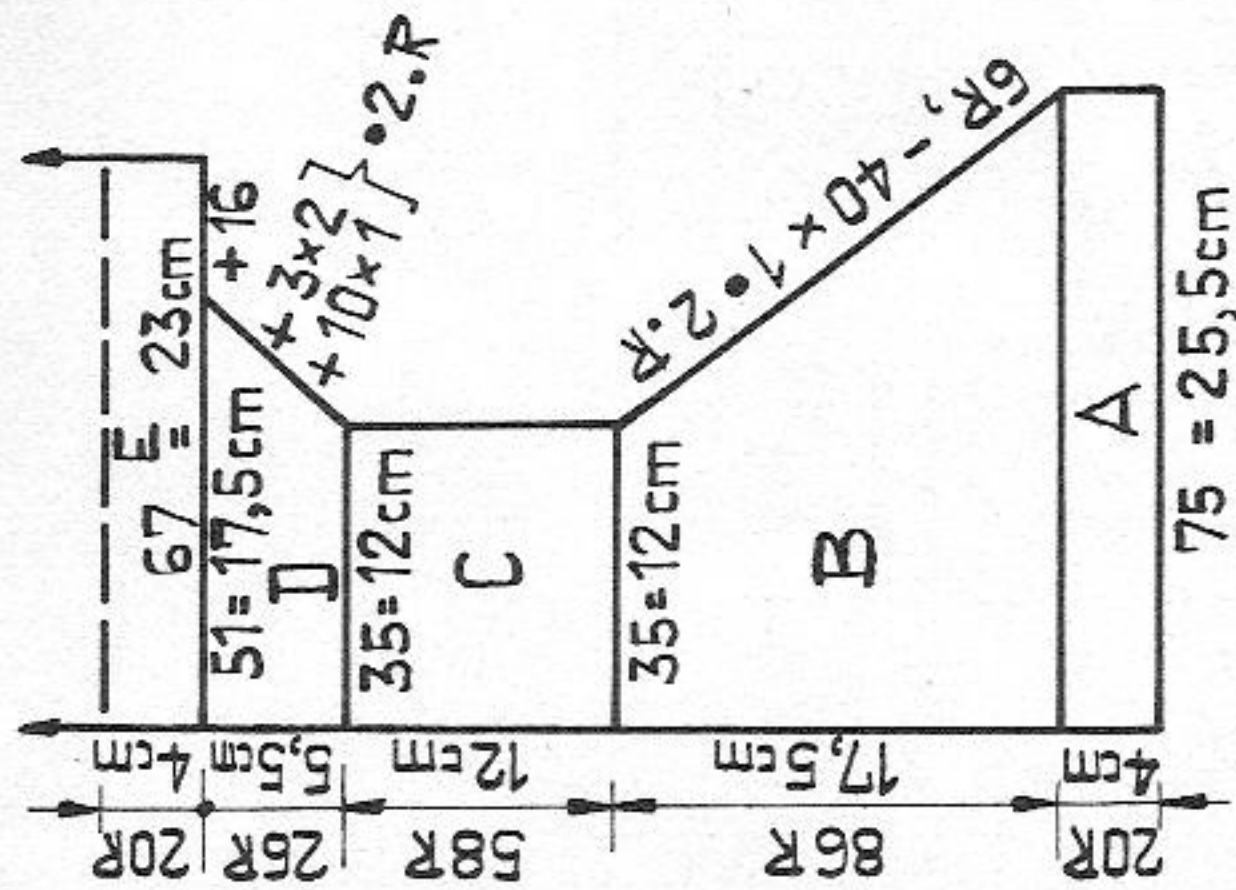 E
67 = 23cm
+ 16
51 = 17,5cm
D
+ 3 x 2
+ 10 x 1
} • 2.R
35 = 12cm
C
35 = 12cm
B
6R, - 40 x 1 • 2.R
A
75 = 25,5cm
20R
4cm
26R
5,5cm
58R
12cm
86R
17,5cm
20R
4cm